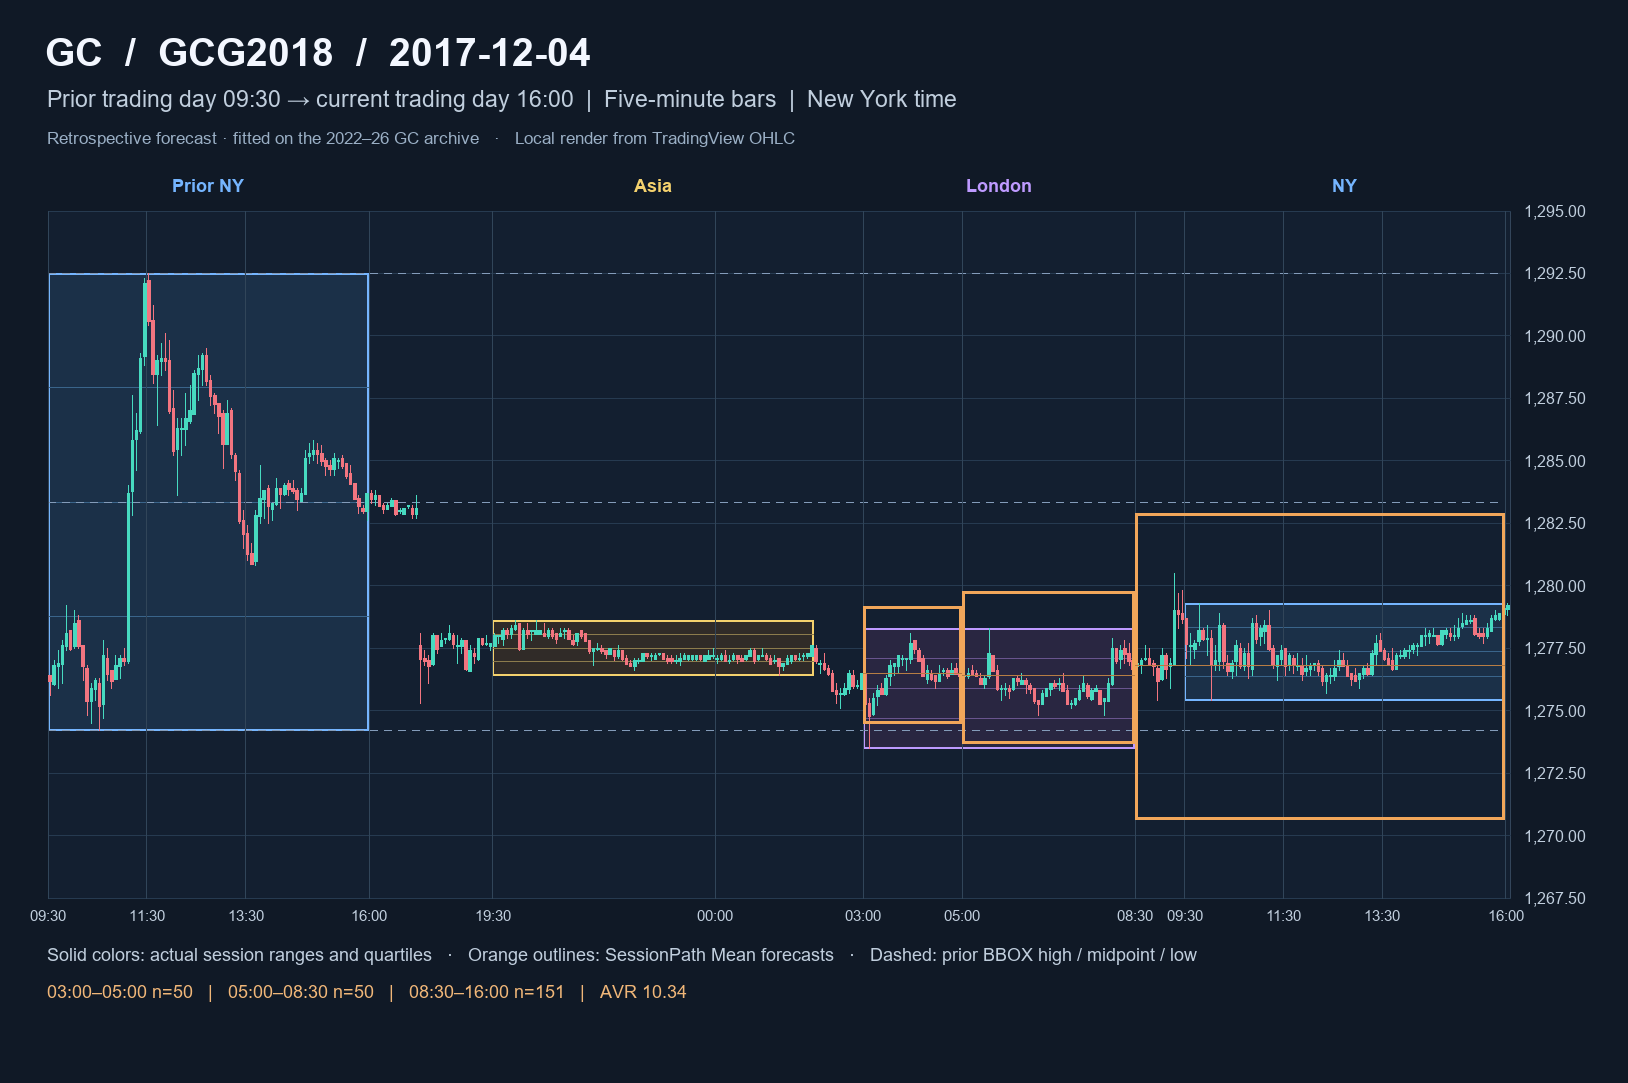 GC / GCG2018 / 2017-12-04
Prior trading day 09:30 → current trading day 16:00 | Five-minute bars | New York time
Retrospective forecast · fitted on the 2022–26 GC archive · Local render from TradingView OHLC
Prior NY Asia London NY
1,295.00
1,292.50
1,290.00
1,287.50
1,285.00
1,282.50
1,280.00
1,277.50
1,275.00
1,272.50
1,270.00
1,267.50
09:30 11:30 13:30 16:00 19:30 00:00 03:00 05:00 08:30 09:30 11:30 13:30 16:00
Solid colors: actual session ranges and quartiles · Orange outlines: SessionPath Mean forecasts · Dashed: prior BBOX high / midpoint / low
03:00–05:00 n=50 | 05:00–08:30 n=50 | 08:30–16:00 n=151 | AVR 10.34